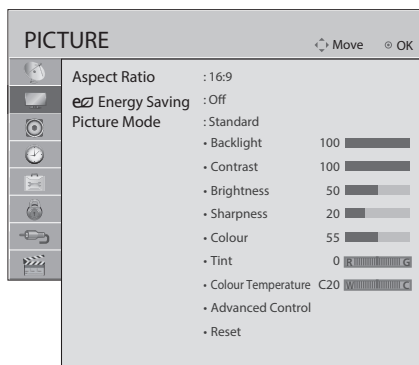 PICTURE Move OK
Aspect Ratio : 16:9
Energy Saving : Off
Picture Mode : Standard
• Backlight 100
• Contrast 100
• Brightness 50
• Sharpness 20
• Colour 55
• Tint 0 R G
• Colour Temperature C20 W C
• Advanced Control
• Reset